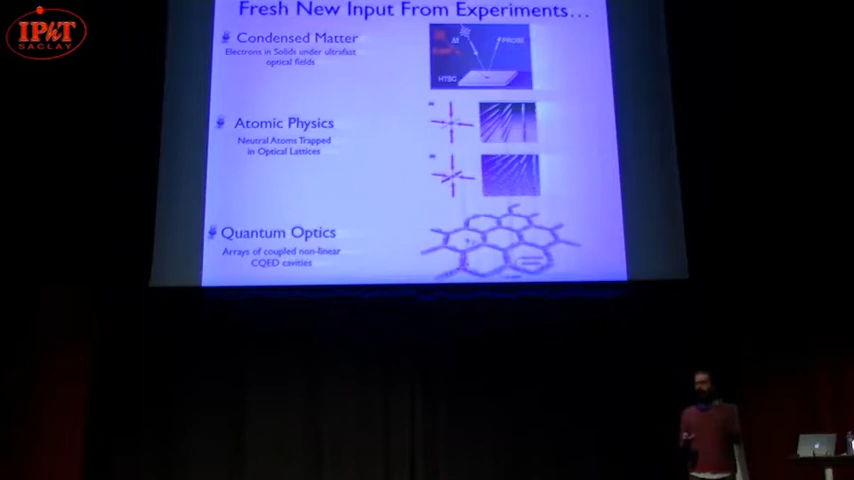 IPhT
SACLAY
Fresh New Input From Experiments...
Condensed Matter
Electrons in Solids under ultrafast
optical fields
PROBE
HTSC
Atomic Physics
Neutral Atoms Trapped
in Optical Lattices
Quantum Optics
Arrays of coupled non-linear
CQED cavities